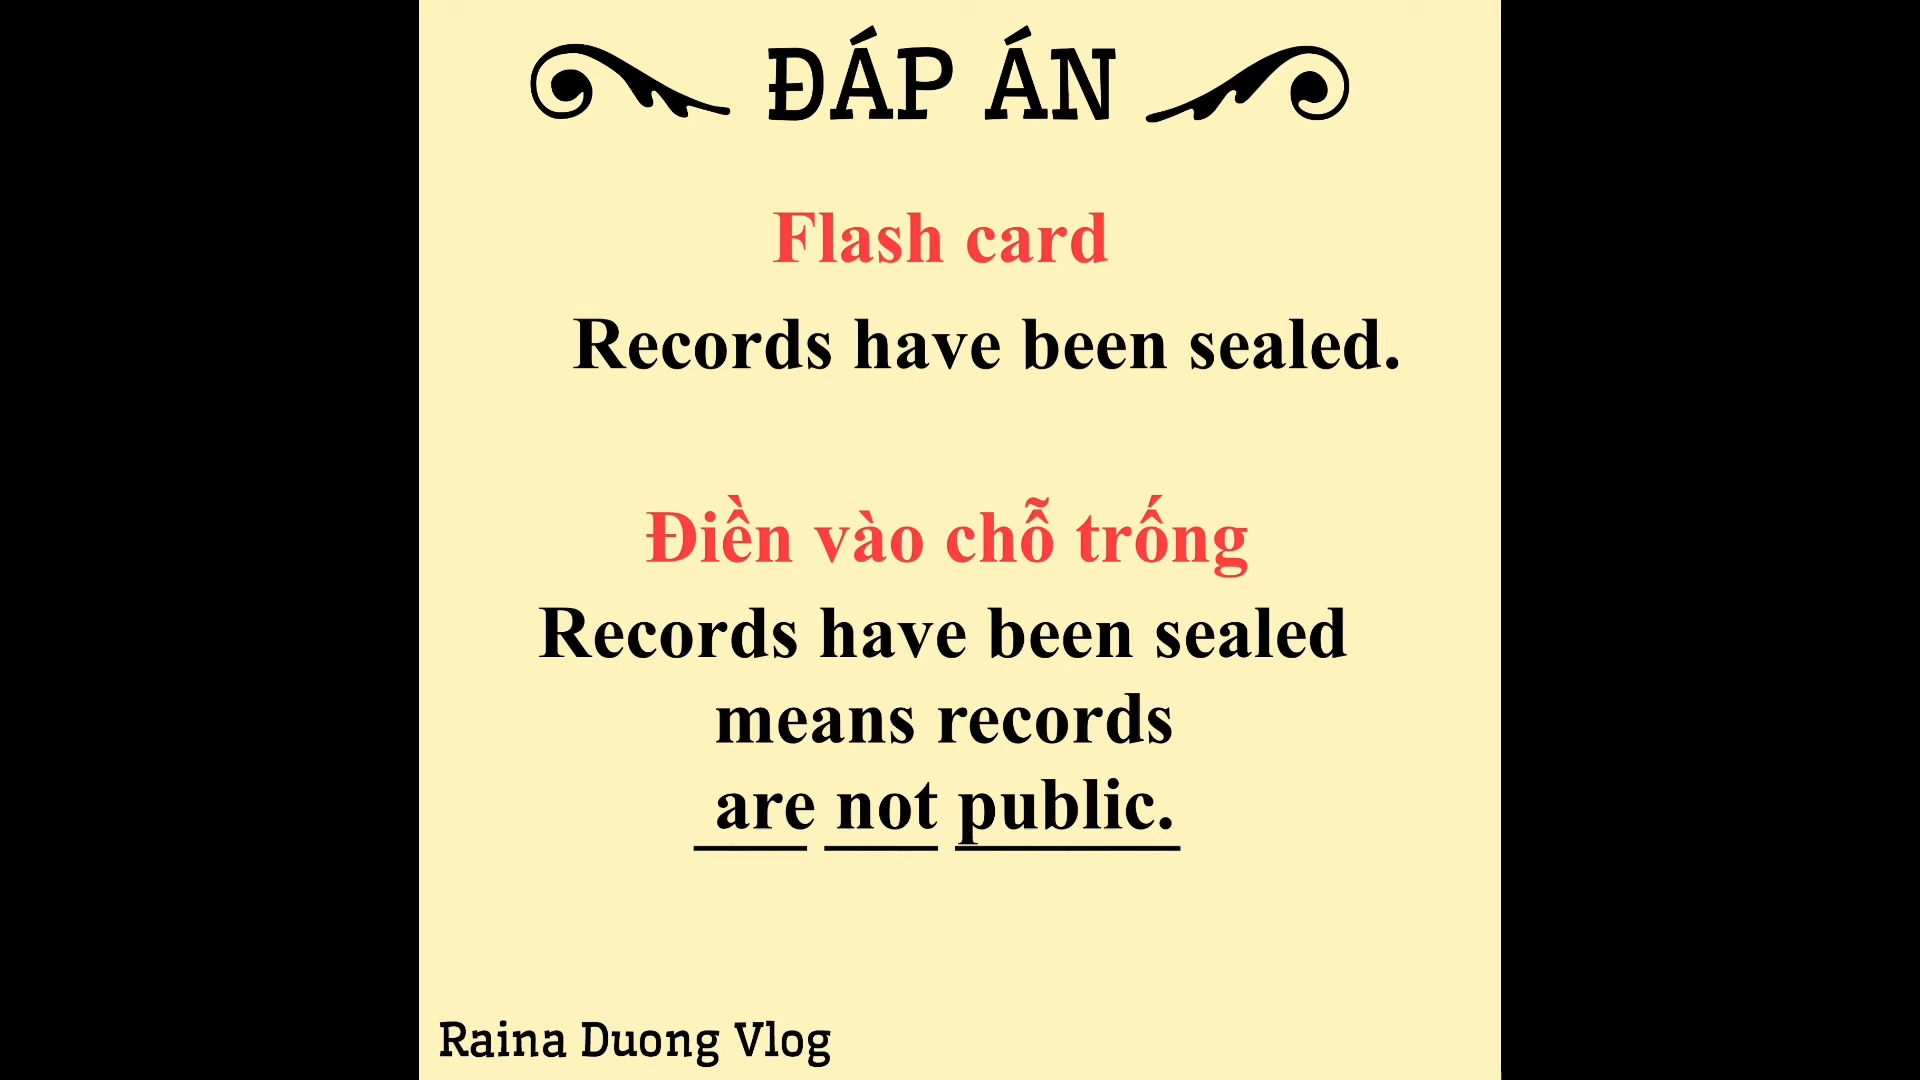 ĐÁP ÁN
Flash card
Records have been sealed.
Điền vào chỗ trống
Records have been sealed
means records
are not public.
Raina Duong Vlog